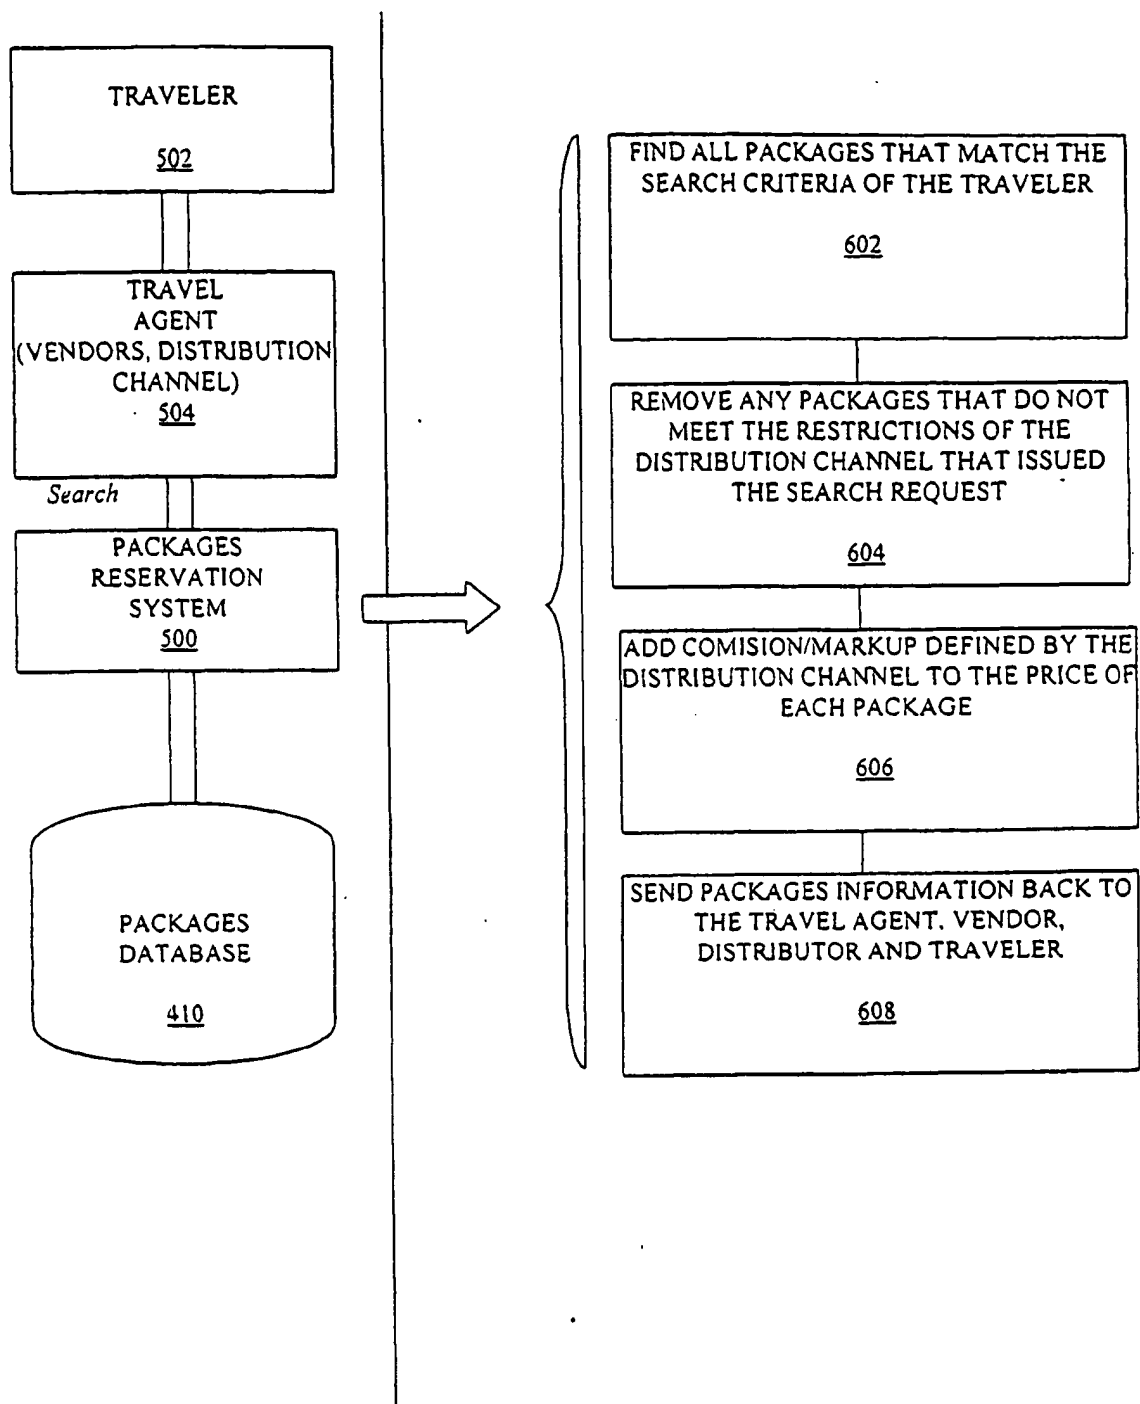 TRAVELER
502
TRAVEL
AGENT
(VENDORS, DISTRIBUTION
CHANNEL)
504
Search
PACKAGES
RESERVATION
SYSTEM
500
PACKAGES
DATABASE
410
FIND ALL PACKAGES THAT MATCH THE
SEARCH CRITERIA OF THE TRAVELER
602
REMOVE ANY PACKAGES THAT DO NOT
MEET THE RESTRICTIONS OF THE
DISTRIBUTION CHANNEL THAT ISSUED
THE SEARCH REQUEST
604
ADD COMISION/MARKUP DEFINED BY THE
DISTRIBUTION CHANNEL TO THE PRICE OF
EACH PACKAGE
606
SEND PACKAGES INFORMATION BACK TO
THE TRAVEL AGENT, VENDOR,
DISTRIBUTOR AND TRAVELER
608